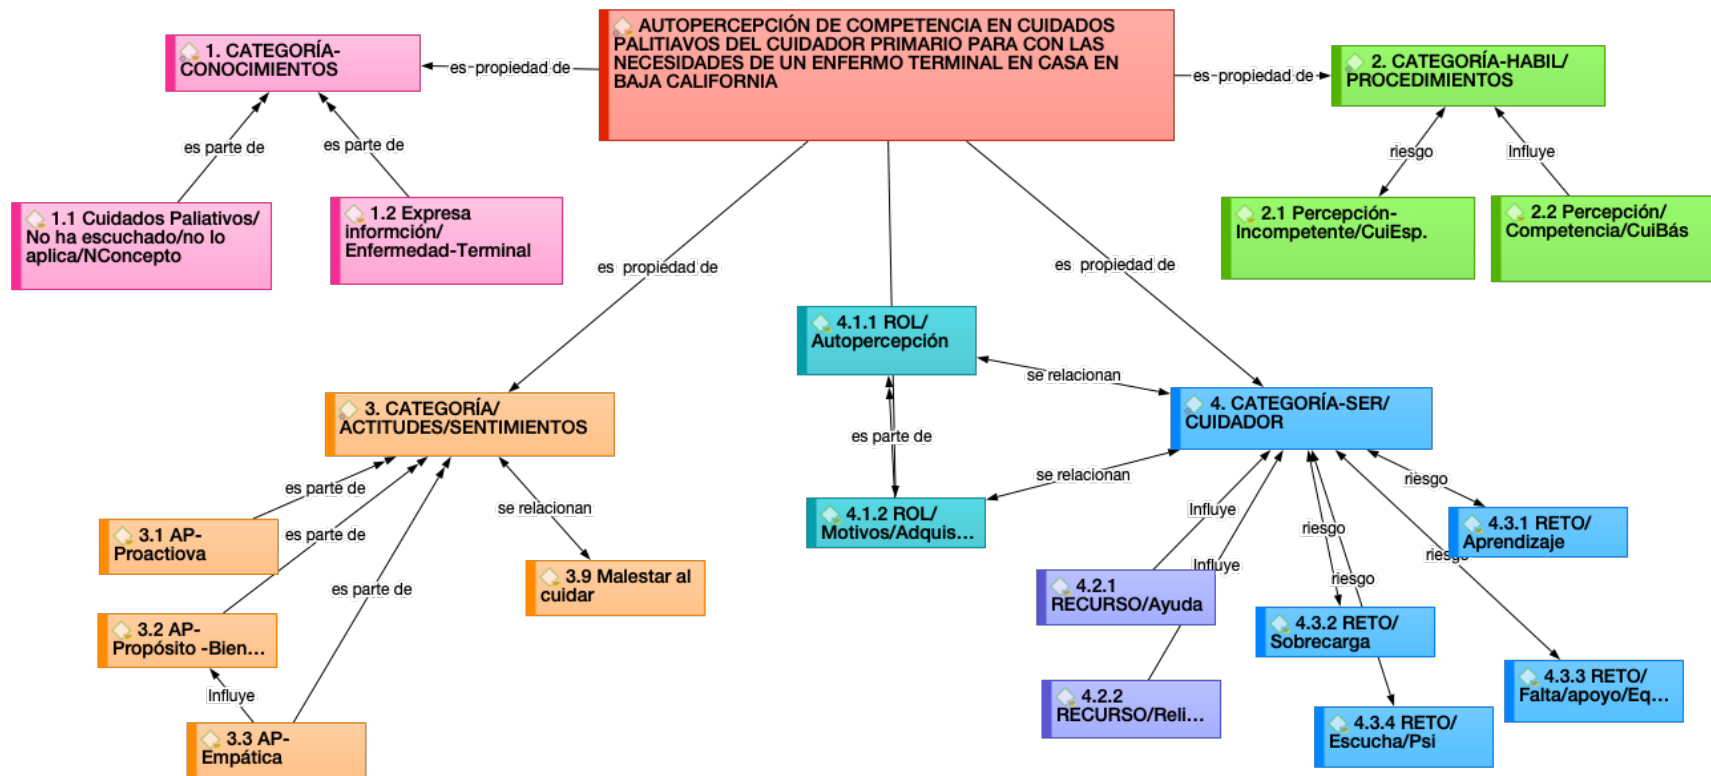 AUTOPERCEPCIÓN DE COMPETENCIA EN CUIDADOS
PALITIAVOS DEL CUIDADOR PRIMARIO PARA CON LAS
NECESIDADES DE UN ENFERMO TERMINAL EN CASA EN
BAJA CALIFORNIA
1. CATEGORÍA-
CONOCIMIENTOS
es-propiedad de
es-propiedad de
2. CATEGORÍA-HABIL/
PROCEDIMIENTOS
es parte de
es parte de
riesgo
Influye
1.1 Cuidados Paliativos/
No ha escuchado/no lo
aplica/NConcepto
1.2 Expresa
informción/
Enfermedad-Terminal
2.1 Percepción-
Incompetente/CuiEsp.
2.2 Percepción/
Competencia/CuiBás
es propiedad de
es propiedad de
4.1.1 ROL/
Autopercepción
se relacionan
3. CATEGORÍA/
ACTITUDES/SENTIMIENTOS
4. CATEGORÍA-SER/
CUIDADOR
es parte de
se relacionan
es parte de
se relacionan
riesgo
4.1.2 ROL/
Motivos/Adquis...
Influye
riesgo
4.3.1 RETO/
Aprendizaje
3.1 AP-
Proactiova
es parte de
riesgo
Influye
riesgo
3.9 Malestar al
cuidar
es parte de
4.2.1
RECURSO/Ayuda
3.2 AP-
Propósito -Bien...
4.3.2 RETO/
Sobrecarga
4.3.3 RETO/
Falta/apoyo/Eq...
Influye
4.2.2
RECURSO/Reli...
4.3.4 RETO/
Escucha/Psi
3.3 AP-
Empática